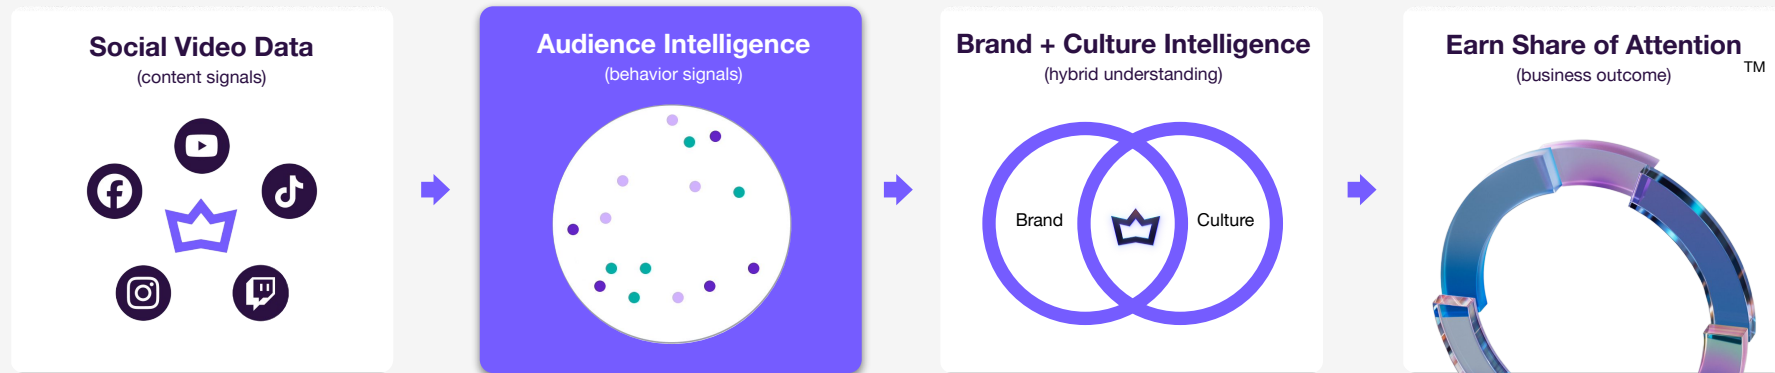 Social Video Data
(content signals)
Audience Intelligence
(behavior signals)
Brand + Culture Intelligence
(hybrid understanding)
Brand
Culture
Earn Share of Attention
TM
(business outcome)